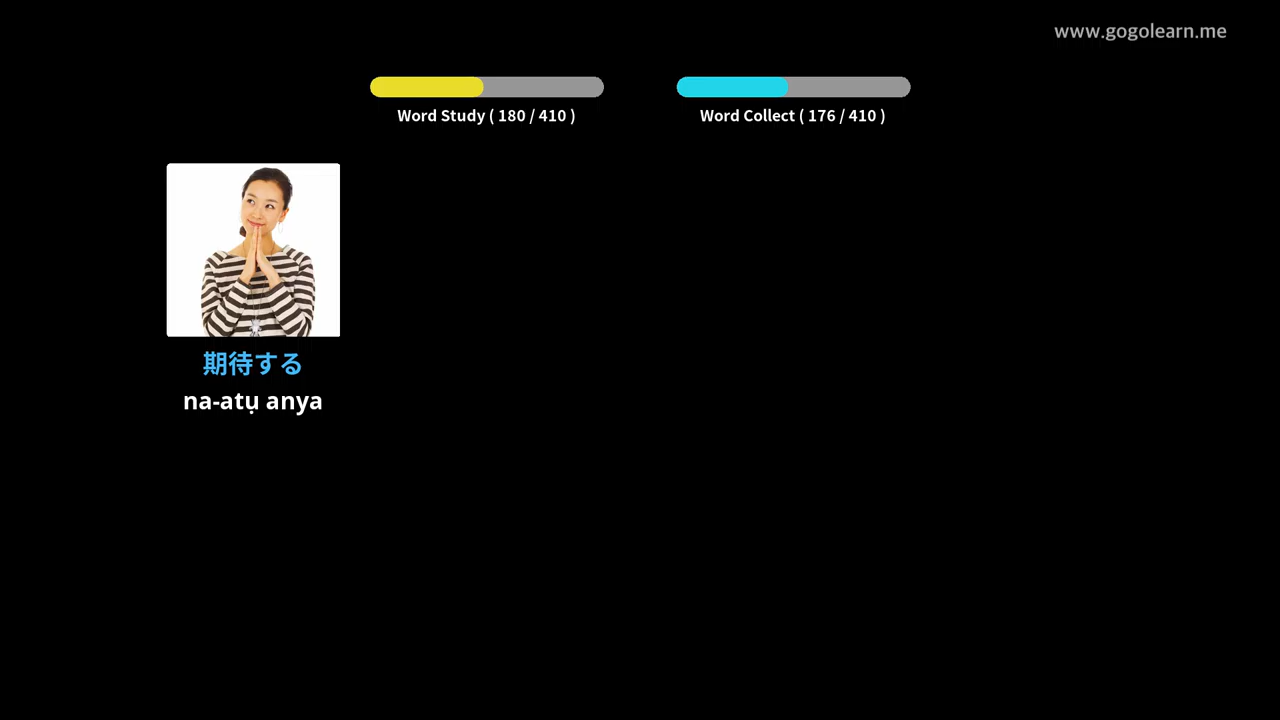 www.gogolearn.me
Word Study ( 180 / 410 )
Word Collect ( 176 / 410 )
期待する
na-atụ anya